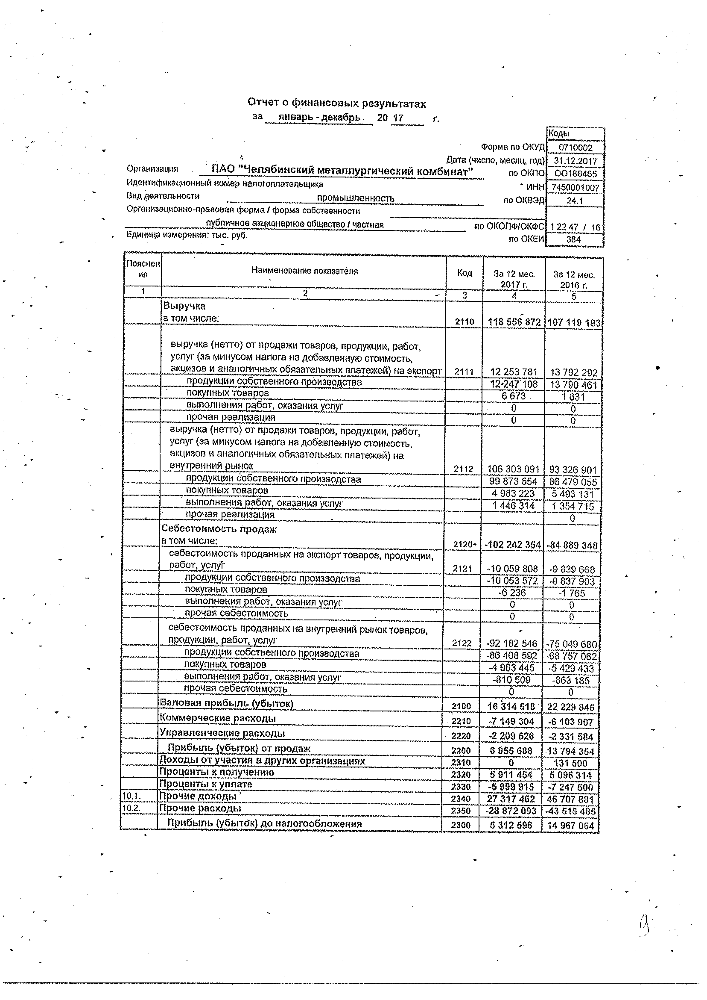 Отчет о финансовых результатах
за январь - декабрь 20 17 г.
Коды
Форма по ОКУД 0710002
Дата (число, месяц, год) 31.12.2017
Организация ПАО "Челябинский металлургический комбинат" по ОКПО ОО186465
Идентификационный номер налогоплательщика ИНН 7450001007
Вид деятельности промышленность по ОКВЭД 24.1
Организационно-правовая форма / форма собственности
публичное акционерное общество / частная по ОКОПФ/ОКФС 1 22 47 / 16
Единица измерения: тыс. руб. по ОКЕИ 384
Пояснен ия Наименование показателя Код За 12 мес. 2017 г. За 12 мес. 2016 г.
1 2 3 4 5
Выручка
в том числе: 2110 118 556 872 107 119 193
выручка (нетто) от продажи товаров, продукции, работ,
услуг (за минусом налога на добавленную стоимость,
акцизов и аналогичных обязательных платежей) на экспорт 2111 12 253 781 13 792 292
продукции собственного производства 12 247 108 13 790 461
покупных товаров 6 673 1 831
выполнения работ, оказания услуг 0 0
прочая реализация 0 0
выручка (нетто) от продажи товаров, продукции, работ,
услуг (за минусом налога на добавленную стоимость,
акцизов и аналогичных обязательных платежей) на
внутренний рынок 2112 106 303 091 93 326 901
продукции собственного производства 99 873 554 86 479 055
покупных товаров 4 983 223 5 493 131
выполнения работ, оказания услуг 1 446 314 1 354 715
прочая реализация 0
Себестоимость продаж
в том числе: 2120 -102 242 354 -84 889 348
себестоимость проданных на экспорт товаров, продукции,
работ, услуг 2121 -10 059 808 -9 839 668
продукции собственного производства -10 053 572 -9 837 903
покупных товаров -6 236 -1 765
выполнения работ, оказания услуг 0 0
прочая себестоимость 0 0
себестоимость проданных на внутренний рынок товаров,
продукции, работ, услуг 2122 -92 182 546 -75 049 680
продукции собственного производства -86 408 592 -68 757 062
покупных товаров -4 963 445 -5 429 433
выполнения работ, оказания услуг -810 509 -863 185
прочая себестоимость 0 0
Валовая прибыль (убыток) 2100 16 314 518 22 229 845
Коммерческие расходы 2210 -7 149 304 -6 103 907
Управленческие расходы 2220 -2 209 526 -2 331 584
Прибыль (убыток) от продаж 2200 6 955 688 13 794 354
Доходы от участия в других организациях 2310 0 131 500
Проценты к получению 2320 5 911 454 5 096 314
Проценты к уплате 2330 -5 999 915 -7 247 500
10.1. Прочие доходы 2340 27 317 462 46 707 881
10.2. Прочие расходы 2350 -28 872 093 -43 515 485
Прибыль (убыток) до налогообложения 2300 5 312 596 14 967 064
9